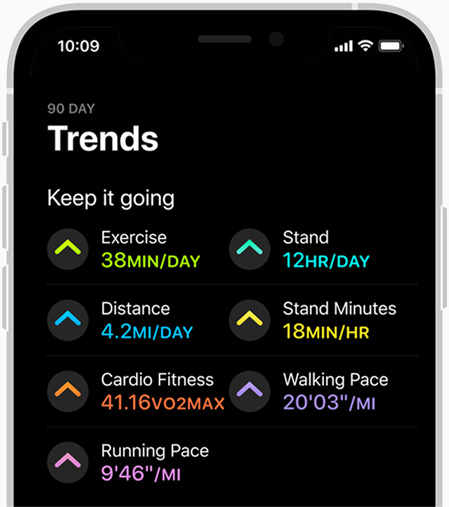 10:09
90 DAY
Trends
Keep it going
Exercise
38MIN/DAY
Stand
12HR/DAY
Distance
4.2MI/DAY
Stand Minutes
18MIN/HR
Cardio Fitness
41.16VO2MAX
Walking Pace
20'03"/MI
Running Pace
9'46"/MI